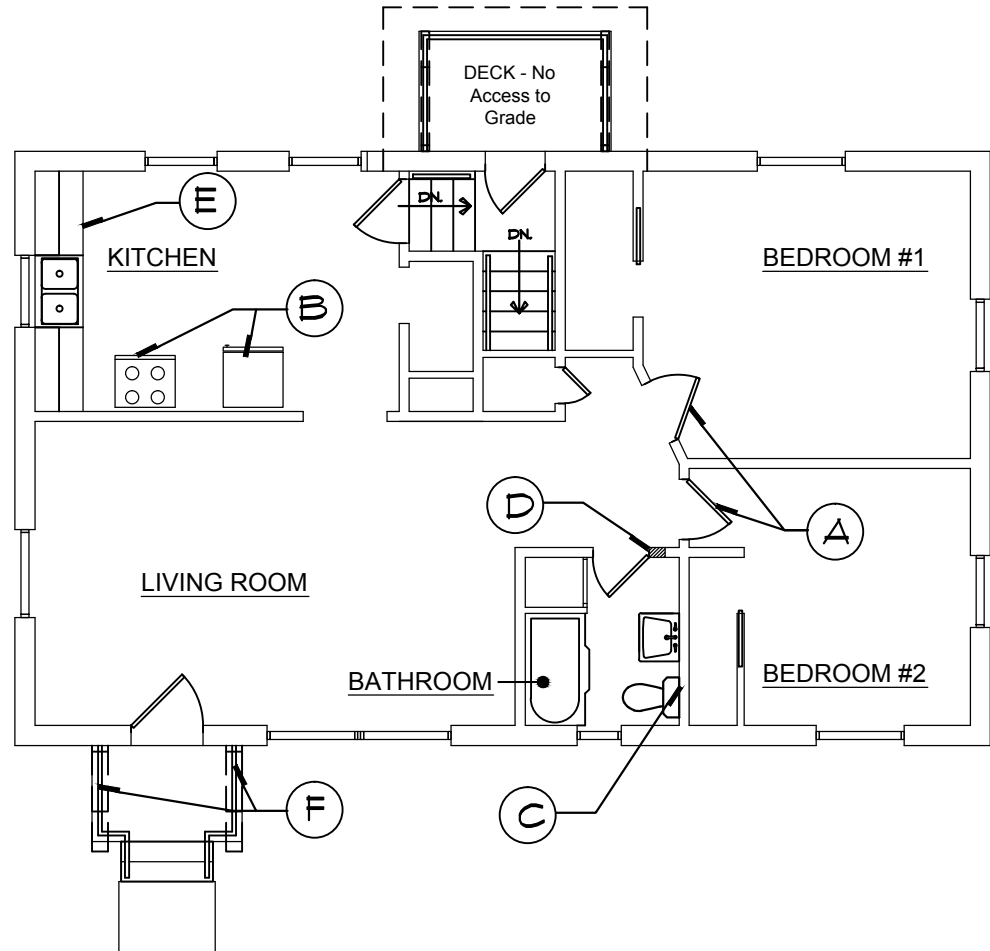 DECK - No
Access to
Grade
E
DN.
KITCHEN
DN.
BEDROOM #1
B
D
A
LIVING ROOM
BATHROOM
BEDROOM #2
F
C